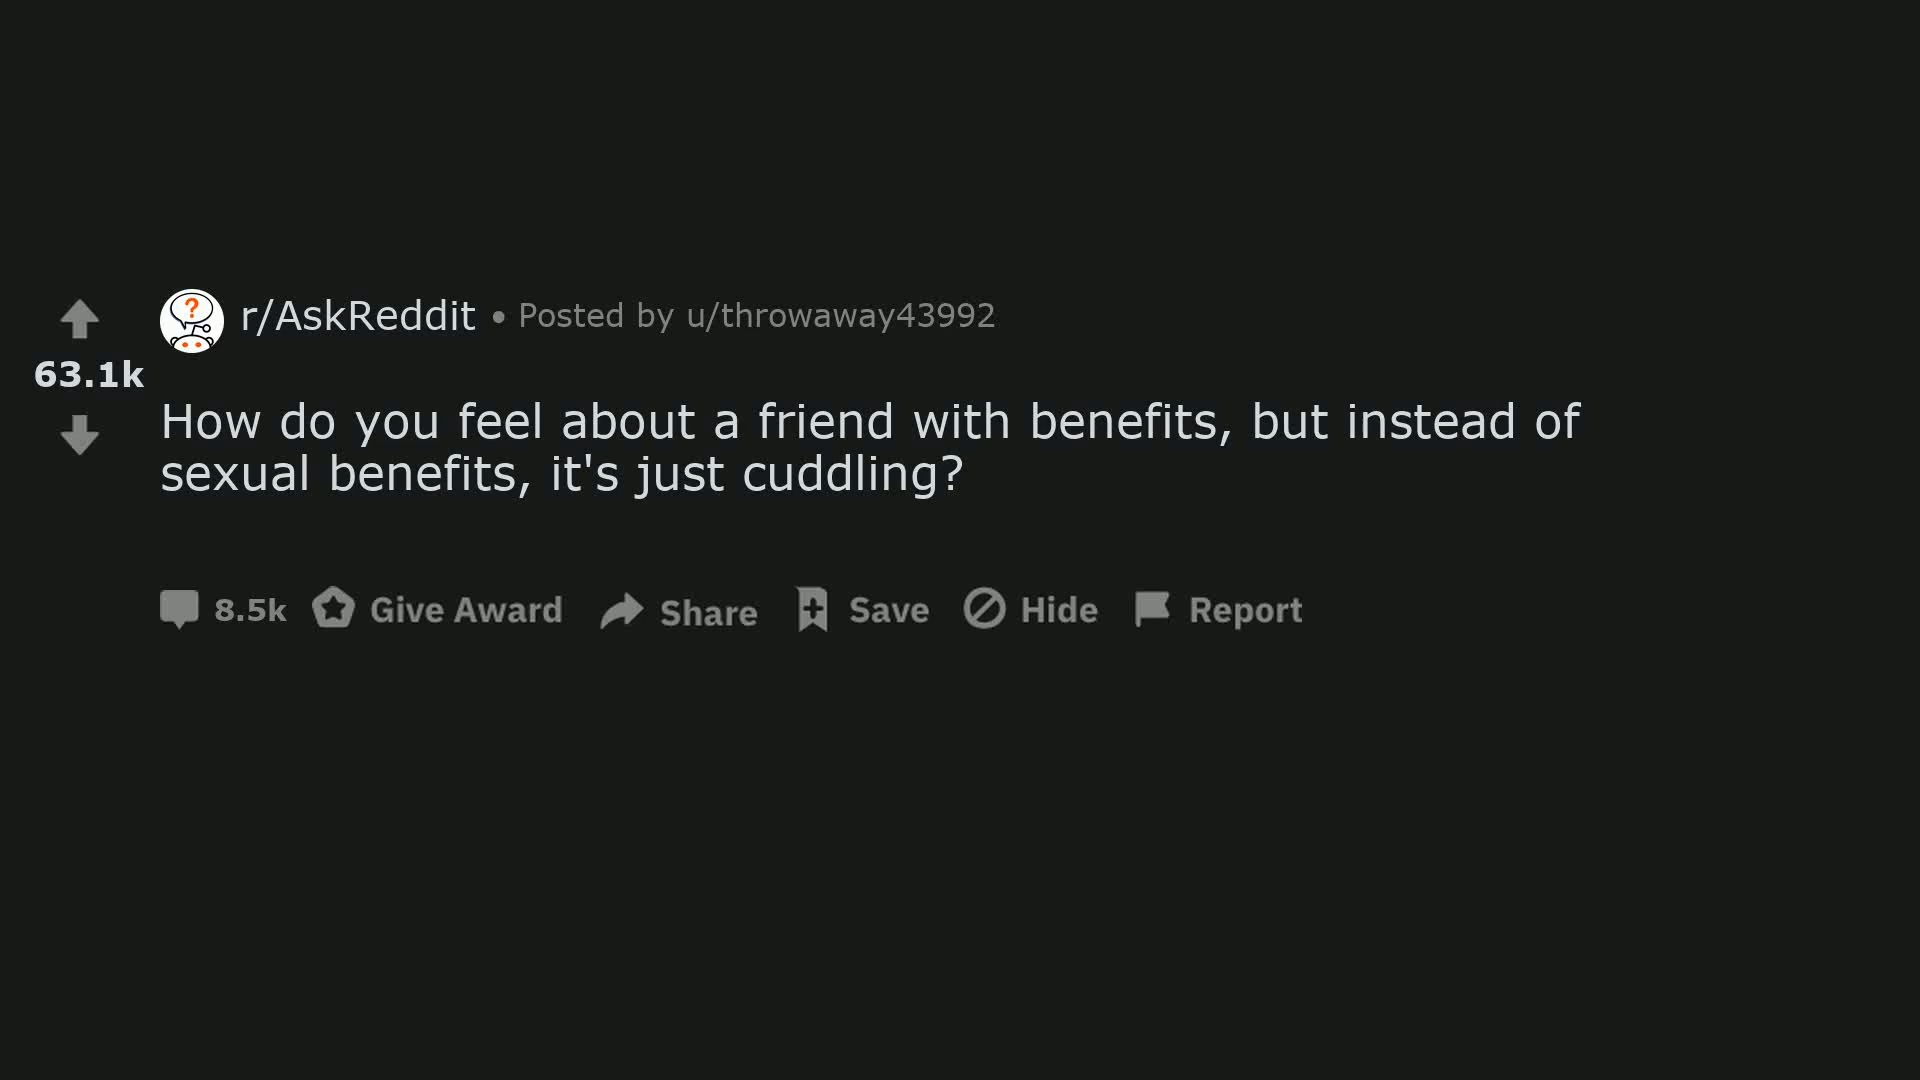 r/AskReddit • Posted by u/throwaway43992
63.1k
How do you feel about a friend with benefits, but instead of
sexual benefits, it's just cuddling?
8.5k Give Award Share Save Hide Report